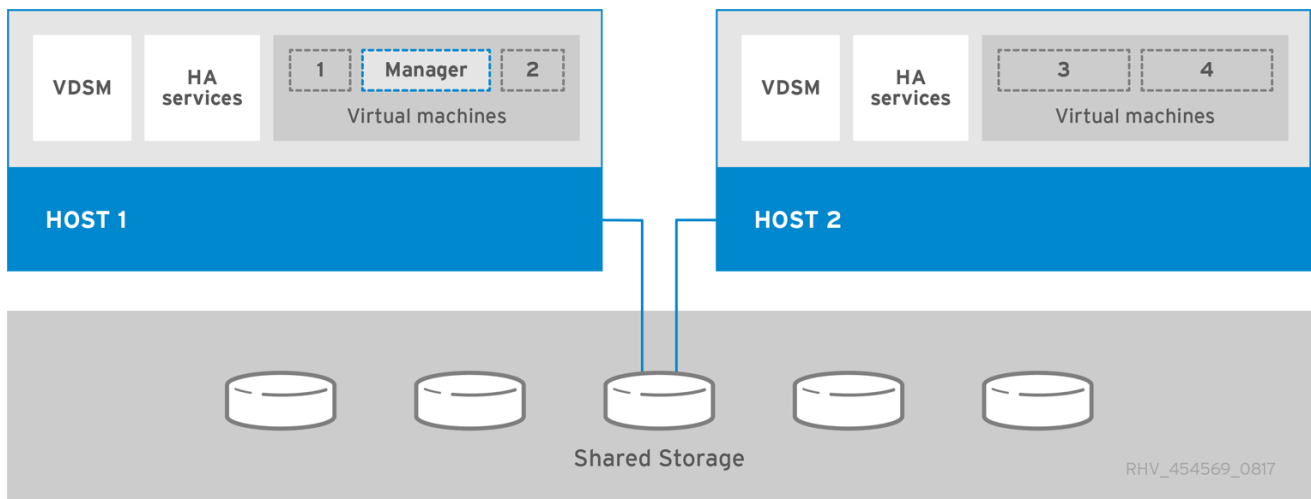 VDSM
HA
services
1
Manager
2
Virtual machines
HOST 1
VDSM
HA
services
3
4
Virtual machines
HOST 2
Shared Storage
RHV_454569_0817